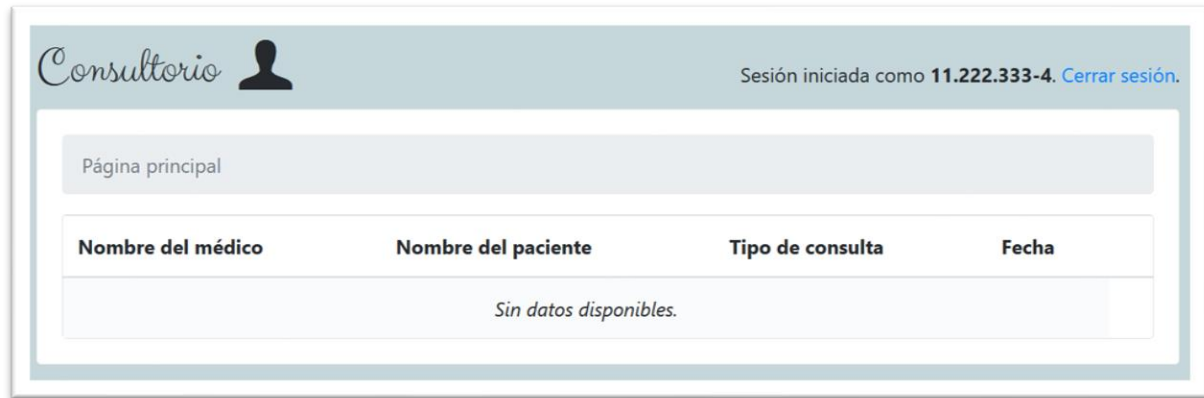 Consultorio
Sesión iniciada como 11.222.333-4. Cerrar sesión.
Página principal
Nombre del médico Nombre del paciente Tipo de consulta Fecha
Sin datos disponibles.